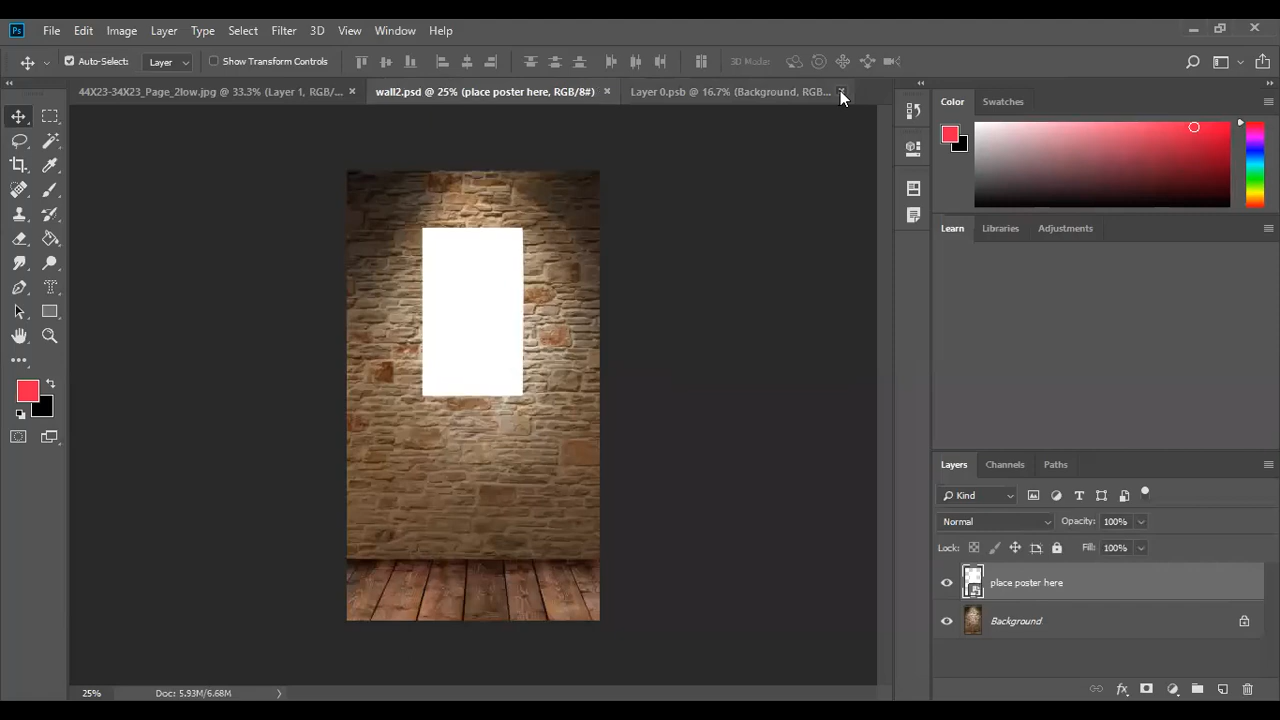 Ps File Edit Image Layer Type Select Filter 3D View Window Help
Auto-Select: Layer Show Transform Controls 3D Mode:
44X23-34X23_Page_2low.jpg @ 33.3% (Layer 1, RGB/... × wall2.psd @ 25% (place poster here, RGB/8#) × Layer 0.psb @ 16.7% (Background, RGB...
Color Swatches
Learn Libraries Adjustments
Layers Channels Paths
Kind
Normal Opacity: 100%
Lock: Fill: 100%
place poster here
Background
25% Doc: 5.93M/6.68M